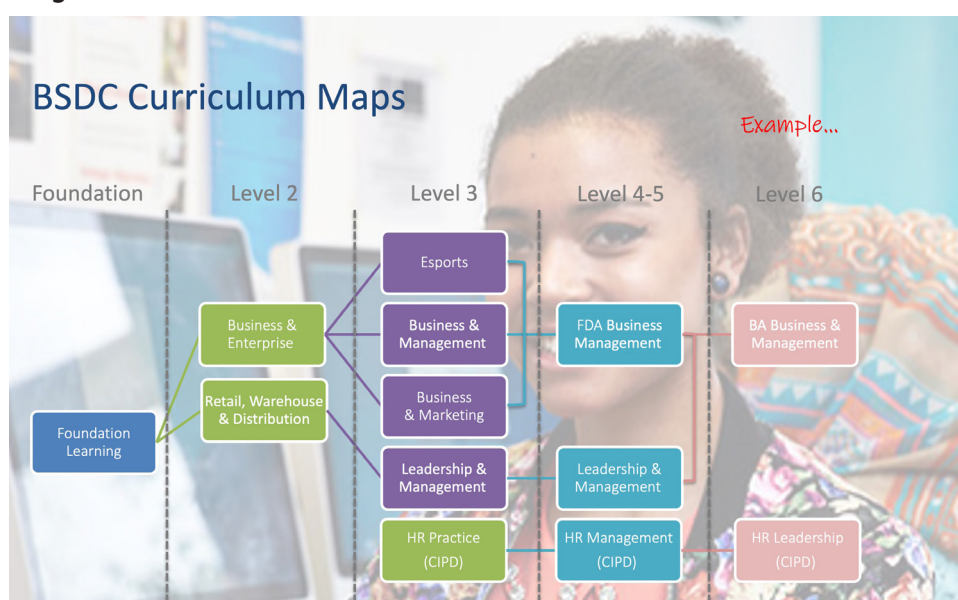 BSDC Curriculum Maps
Example...
Foundation
Level 2
Level 3
Level 4-5
Level 6
Esports
Business &
Enterprise
Business &
Management
FDA Business
Management
BA Business &
Management
Retail, Warehouse
& Distribution
Business
& Marketing
Foundation
Learning
Leadership &
Management
Leadership &
Management
HR Practice
(CIPD)
HR Management
(CIPD)
HR Leadership
(CIPD)